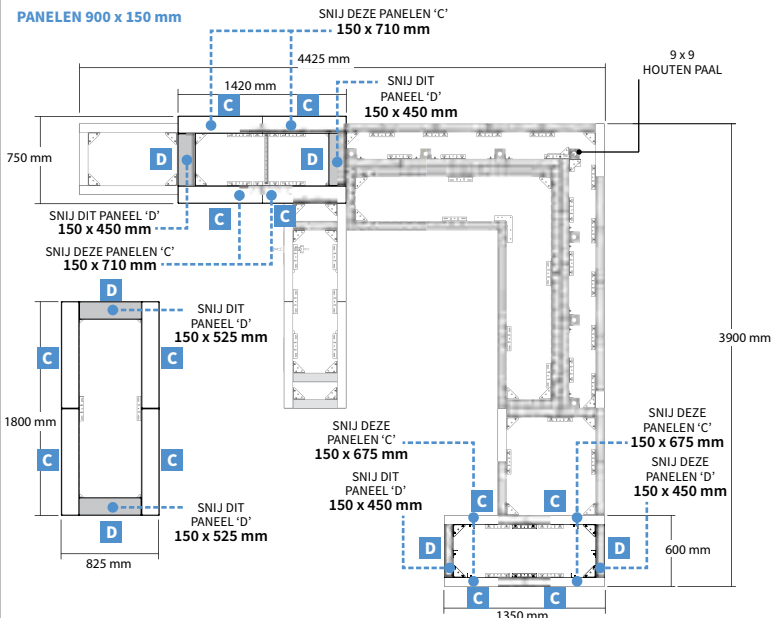 PANELEN 900 x 150 mm
SNIJ DEZE PANELEN ‘C’
150 x 710 mm
4425 mm
9 x 9
HOUTEN PAAL
1420 mm
SNIJ DIT
PANEEL ‘D’
150 x 450 mm
C
C
750 mm
D
D
SNIJ DIT PANEEL ‘D’
150 x 450 mm
C
C
SNIJ DEZE PANELEN ‘C’
150 x 710 mm
D
SNIJ DIT
PANEEL ‘D’
150 x 525 mm
C
C
3900 mm
1800 mm
SNIJ DEZE
PANELEN ‘C’
150 x 675 mm
SNIJ DEZE
PANELEN ‘C’
150 x 675 mm
C
C
SNIJ DIT
PANEEL ‘D’
150 x 450 mm
SNIJ DEZE
PANELEN ‘D’
150 x 450 mm
C
C
SNIJ DIT
PANEEL ‘D’
150 x 525 mm
D
D
D
600 mm
825 mm
C
C
1350 mm